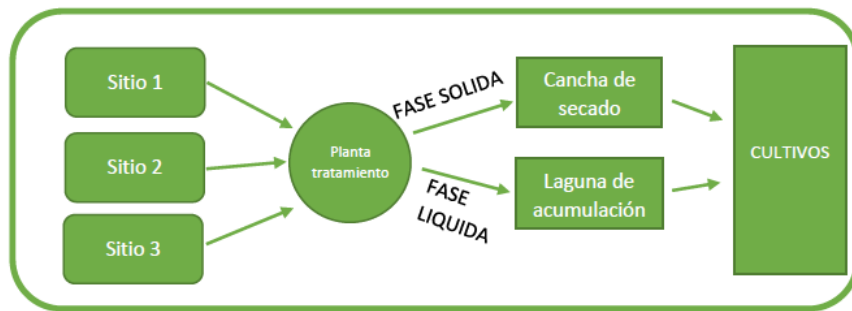 Sitio 1
Sitio 2
Sitio 3
Planta
tratamiento
FASE SOLIDA
FASE
LIQUIDA
Cancha de
secado
Laguna de
acumulación
CULTIVOS